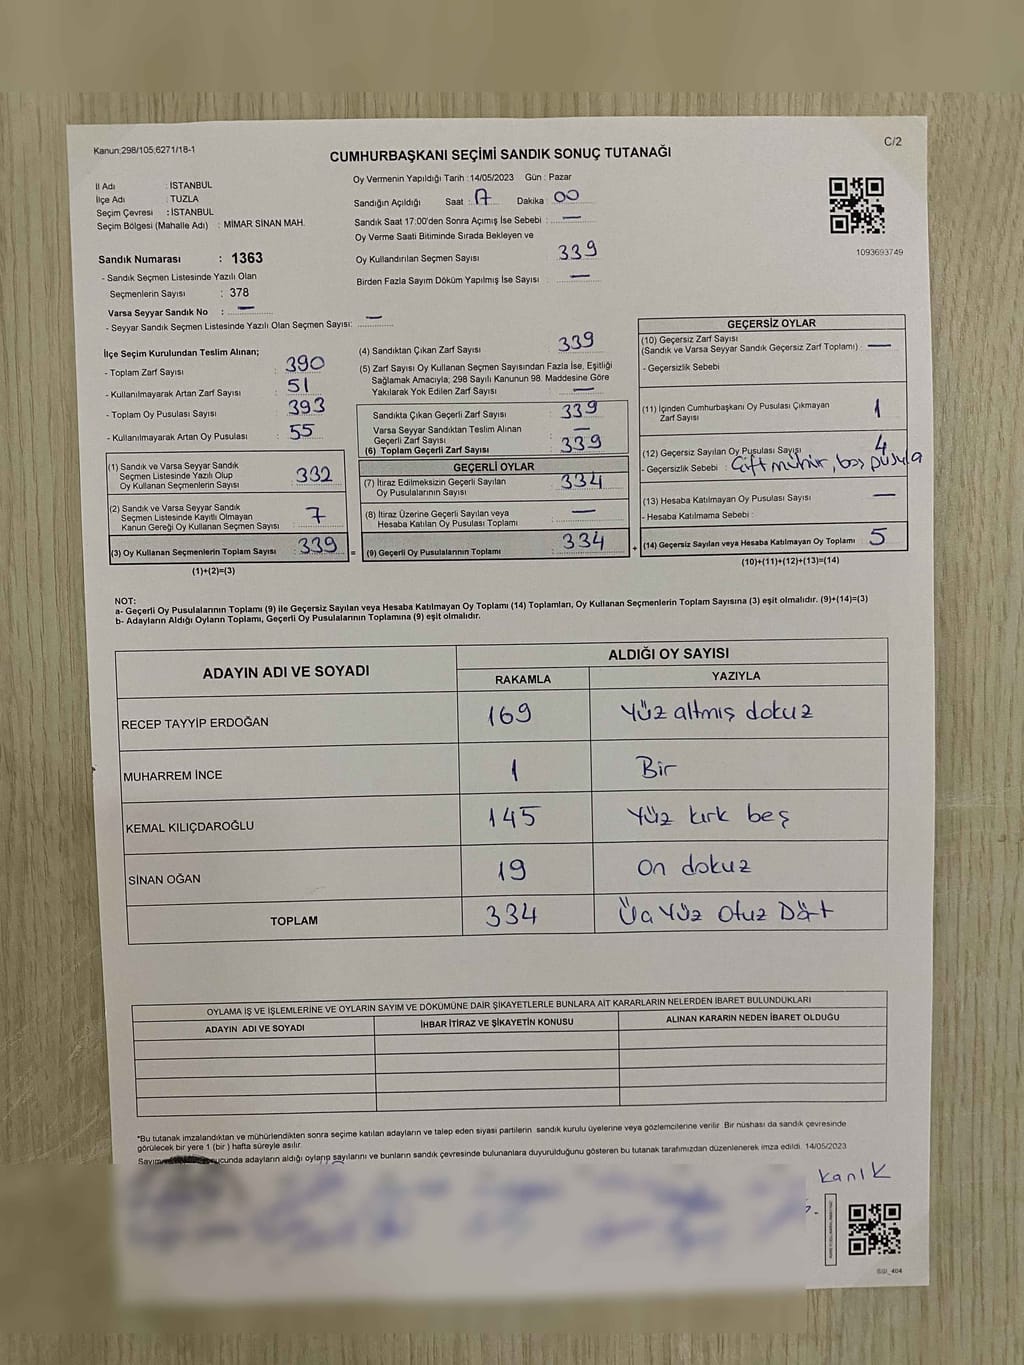 Kanun;298/105;6271/18-1
C/2
CUMHURBAŞKANI SEÇİMİ SANDIK SONUÇ TUTANAĞI
İl Adı : İSTANBUL
İlçe Adı : TUZLA
Seçim Çevresi : İSTANBUL
Seçim Bölgesi (Mahalle Adı) : MİMAR SİNAN MAH.
Oy Vermenin Yapıldığı Tarih :14/05/2023 Gün : Pazar
Sandığın Açıldığı Saat : 17 Dakika : 00
Sandık Saat 17:00'den Sonra Açımış İse Sebebi : —
Oy Verme Saati Bitiminde Sırada Bekleyen ve
Oy Kullandırılan Seçmen Sayısı : 339
Birden Fazla Sayım Döküm Yapılmış İse Sayısı : —
1093693749
Sandık Numarası : 1363
- Sandık Seçmen Listesinde Yazılı Olan
Seçmenlerin Sayısı : 378
Varsa Seyyar Sandık No : —
- Seyyar Sandık Seçmen Listesinde Yazılı Olan Seçmen Sayısı: —
İlçe Seçim Kurulundan Teslim Alınan;
- Toplam Zarf Sayısı : 390
- Kullanılmayarak Artan Zarf Sayısı : 51
- Toplam Oy Pusulası Sayısı : 393
- Kullanılmayarak Artan Oy Pusulası : 55
(1) Sandık ve Varsa Seyyar Sandık
Seçmen Listesinde Yazılı Olup
Oy Kullanan Seçmenlerin Sayısı : 332
(2) Sandık ve Varsa Seyyar Sandık
Seçmen Listesinde Kayıtlı Olmayan
Kanun Gereği Oy Kullanan Seçmen Sayısı : 7
(3) Oy Kullanan Seçmenlerin Toplam Sayısı : 339
(1)+(2)=(3)
(4) Sandıktan Çıkan Zarf Sayısı : 339
(5) Zarf Sayısı Oy Kullanan Seçmen Sayısından Fazla İse, Eşitliği
Sağlamak Amacıyla; 298 Sayılı Kanunun 98. Maddesine Göre
Yakılarak Yok Edilen Zarf Sayısı : —
Sandıkta Çıkan Geçerli Zarf Sayısı : 339
Varsa Seyyar Sandıktan Teslim Alınan
Geçerli Zarf Sayısı : —
(6) Toplam Geçerli Zarf Sayısı : 339
GEÇERLİ OYLAR
(7) İtiraz Edilmeksizin Geçerli Sayılan
Oy Pusulalarının Sayısı : 334
(8) İtiraz Üzerine Geçerli Sayılan veya
Hesaba Katılan Oy Pusulası Toplamı : —
= (9) Geçerli Oy Pusulalarının Toplamı : 334
GEÇERSİZ OYLAR
(10) Geçersiz Zarf Sayısı
(Sandık ve Varsa Seyyar Sandık Geçersiz Zarf Toplamı) : —
- Geçersizlik Sebebi :
(11) İçinden Cumhurbaşkanı Oy Pusulası Çıkmayan
Zarf Sayısı : 1
(12) Geçersiz Sayılan Oy Pusulası Sayısı : 4
- Geçersizlik Sebebi : Çift mühür, boş pusula
(13) Hesaba Katılmayan Oy Pusulası Sayısı : —
- Hesaba Katılmama Sebebi :
+ (14) Geçersiz Sayılan veya Hesaba Katılmayan Oy Toplamı : 5
(10)+(11)+(12)+(13)=(14)
NOT:
a- Geçerli Oy Pusulalarının Toplamı (9) ile Geçersiz Sayılan veya Hesaba Katılmayan Oy Toplamı (14) Toplamları, Oy Kullanan Seçmenlerin Toplam Sayısına (3) eşit olmalıdır. (9)+(14)=(3)
b- Adayların Aldığı Oyların Toplamı, Geçerli Oy Pusulalarının Toplamına (9) eşit olmalıdır.
ADAYIN ADI VE SOYADI
ALDIĞI OY SAYISI
RAKAMLA YAZIYLA
RECEP TAYYİP ERDOĞAN 169 Yüz altmış dokuz
MUHARREM İNCE 1 Bir
KEMAL KILIÇDAROĞLU 145 Yüz kırk beş
SİNAN OĞAN 19 On dokuz
TOPLAM 334 Üç Yüz Otuz Dört
OYLAMA İŞ VE İŞLEMLERİNE VE OYLARIN SAYIM VE DÖKÜMÜNE DAİR ŞİKAYETLERLE BUNLARA AİT KARARLARIN NELERDEN İBARET BULUNDUKLARI
ADAYIN ADI VE SOYADI İHBAR İTİRAZ VE ŞİKAYETİN KONUSU ALINAN KARARIN NEDEN İBARET OLDUĞU
*Bu tutanak imzalandıktan ve mühürlendikten sonra seçime katılan adayların ve talep eden siyasi partilerin sandık kurulu üyelerine veya gözlemcilerine verilir. Bir nüshası da sandık çevresinde
görülecek bir yere 1 (bir) hafta süreyle asılır.
Sayım ucunda adayların aldığı oyların sayılarını ve bunların sandık çevresinde bulunanlara duyurulduğunu gösteren bu tutanak tarafımızdan düzenlenerek imza edildi. 14/05/2023
Kanık